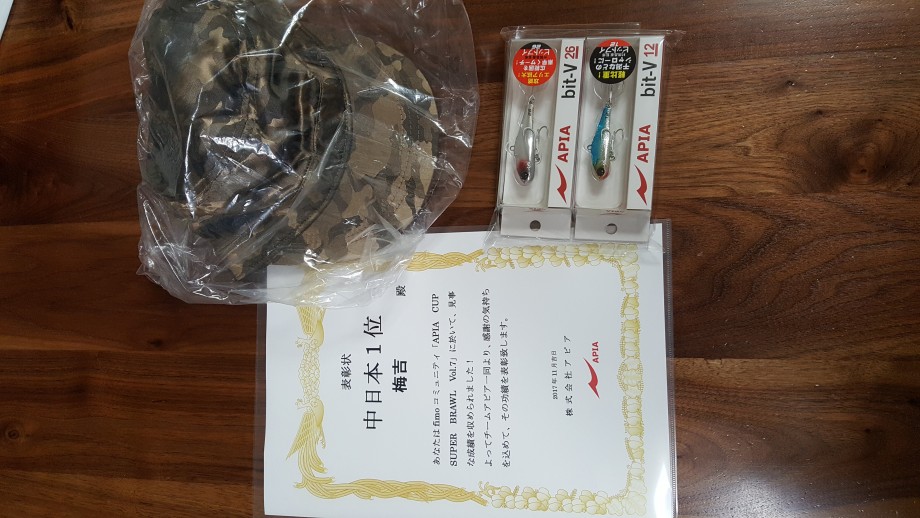 bit-V 26
APIA
bit-V 12
APIA
表彰状
中日本1位
梅吉 殿
あなたは fimo コミュニティ「APIA CUP
SUPER BRAWL Vol.7」に於いて、見事
な成績を収められました!
よってチームアピア一同より、感謝の気持ち
を込めて、その功績を表彰致します。
2017年11月吉日
株式会社アピア
APIA